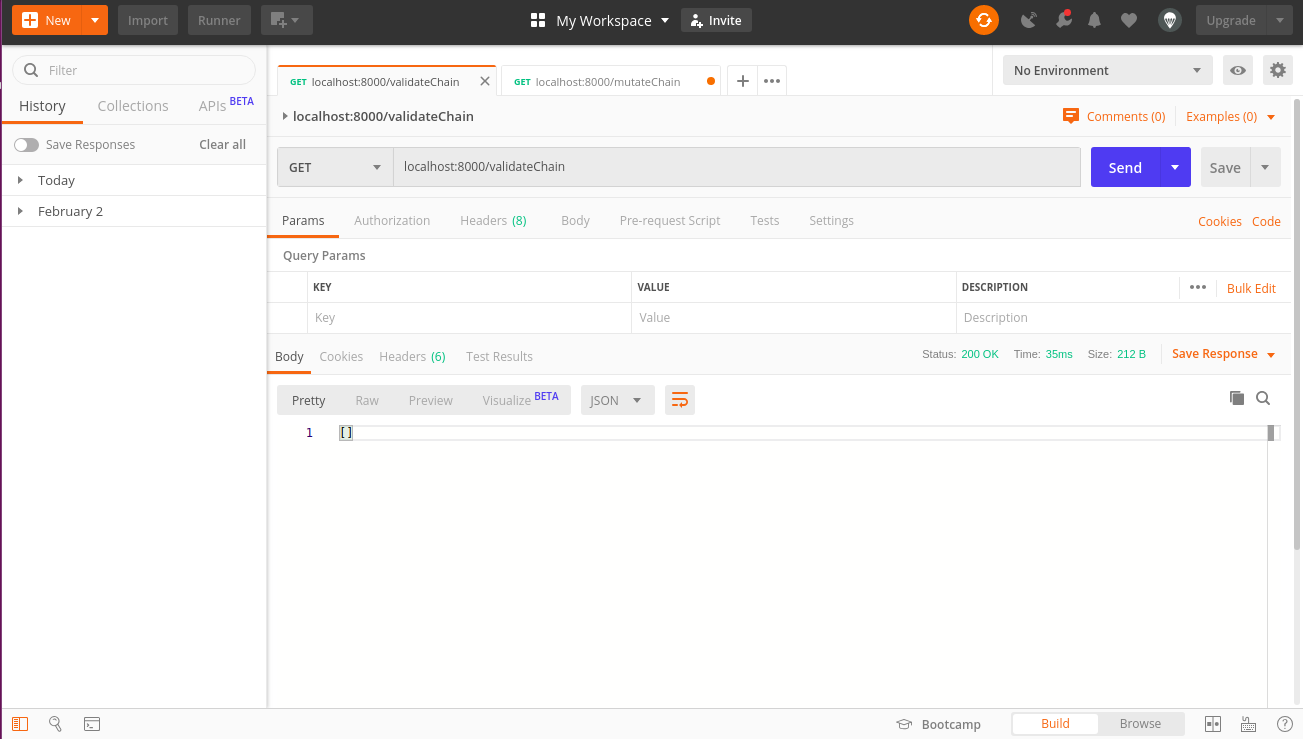 New Import Runner My Workspace Invite Upgrade
Filter
History Collections APIs BETA
Save Responses Clear all
Today
February 2
GET localhost:8000/validateChain GET localhost:8000/mutateChain No Environment
localhost:8000/validateChain Comments (0) Examples (0)
GET localhost:8000/validateChain Send Save
Params Authorization Headers (8) Body Pre-request Script Tests Settings Cookies Code
Query Params
KEY VALUE DESCRIPTION Bulk Edit
Key Value Description
Body Cookies Headers (6) Test Results Status: 200 OK Time: 35ms Size: 212 B Save Response
Pretty Raw Preview Visualize BETA JSON
1 []
Bootcamp Build Browse